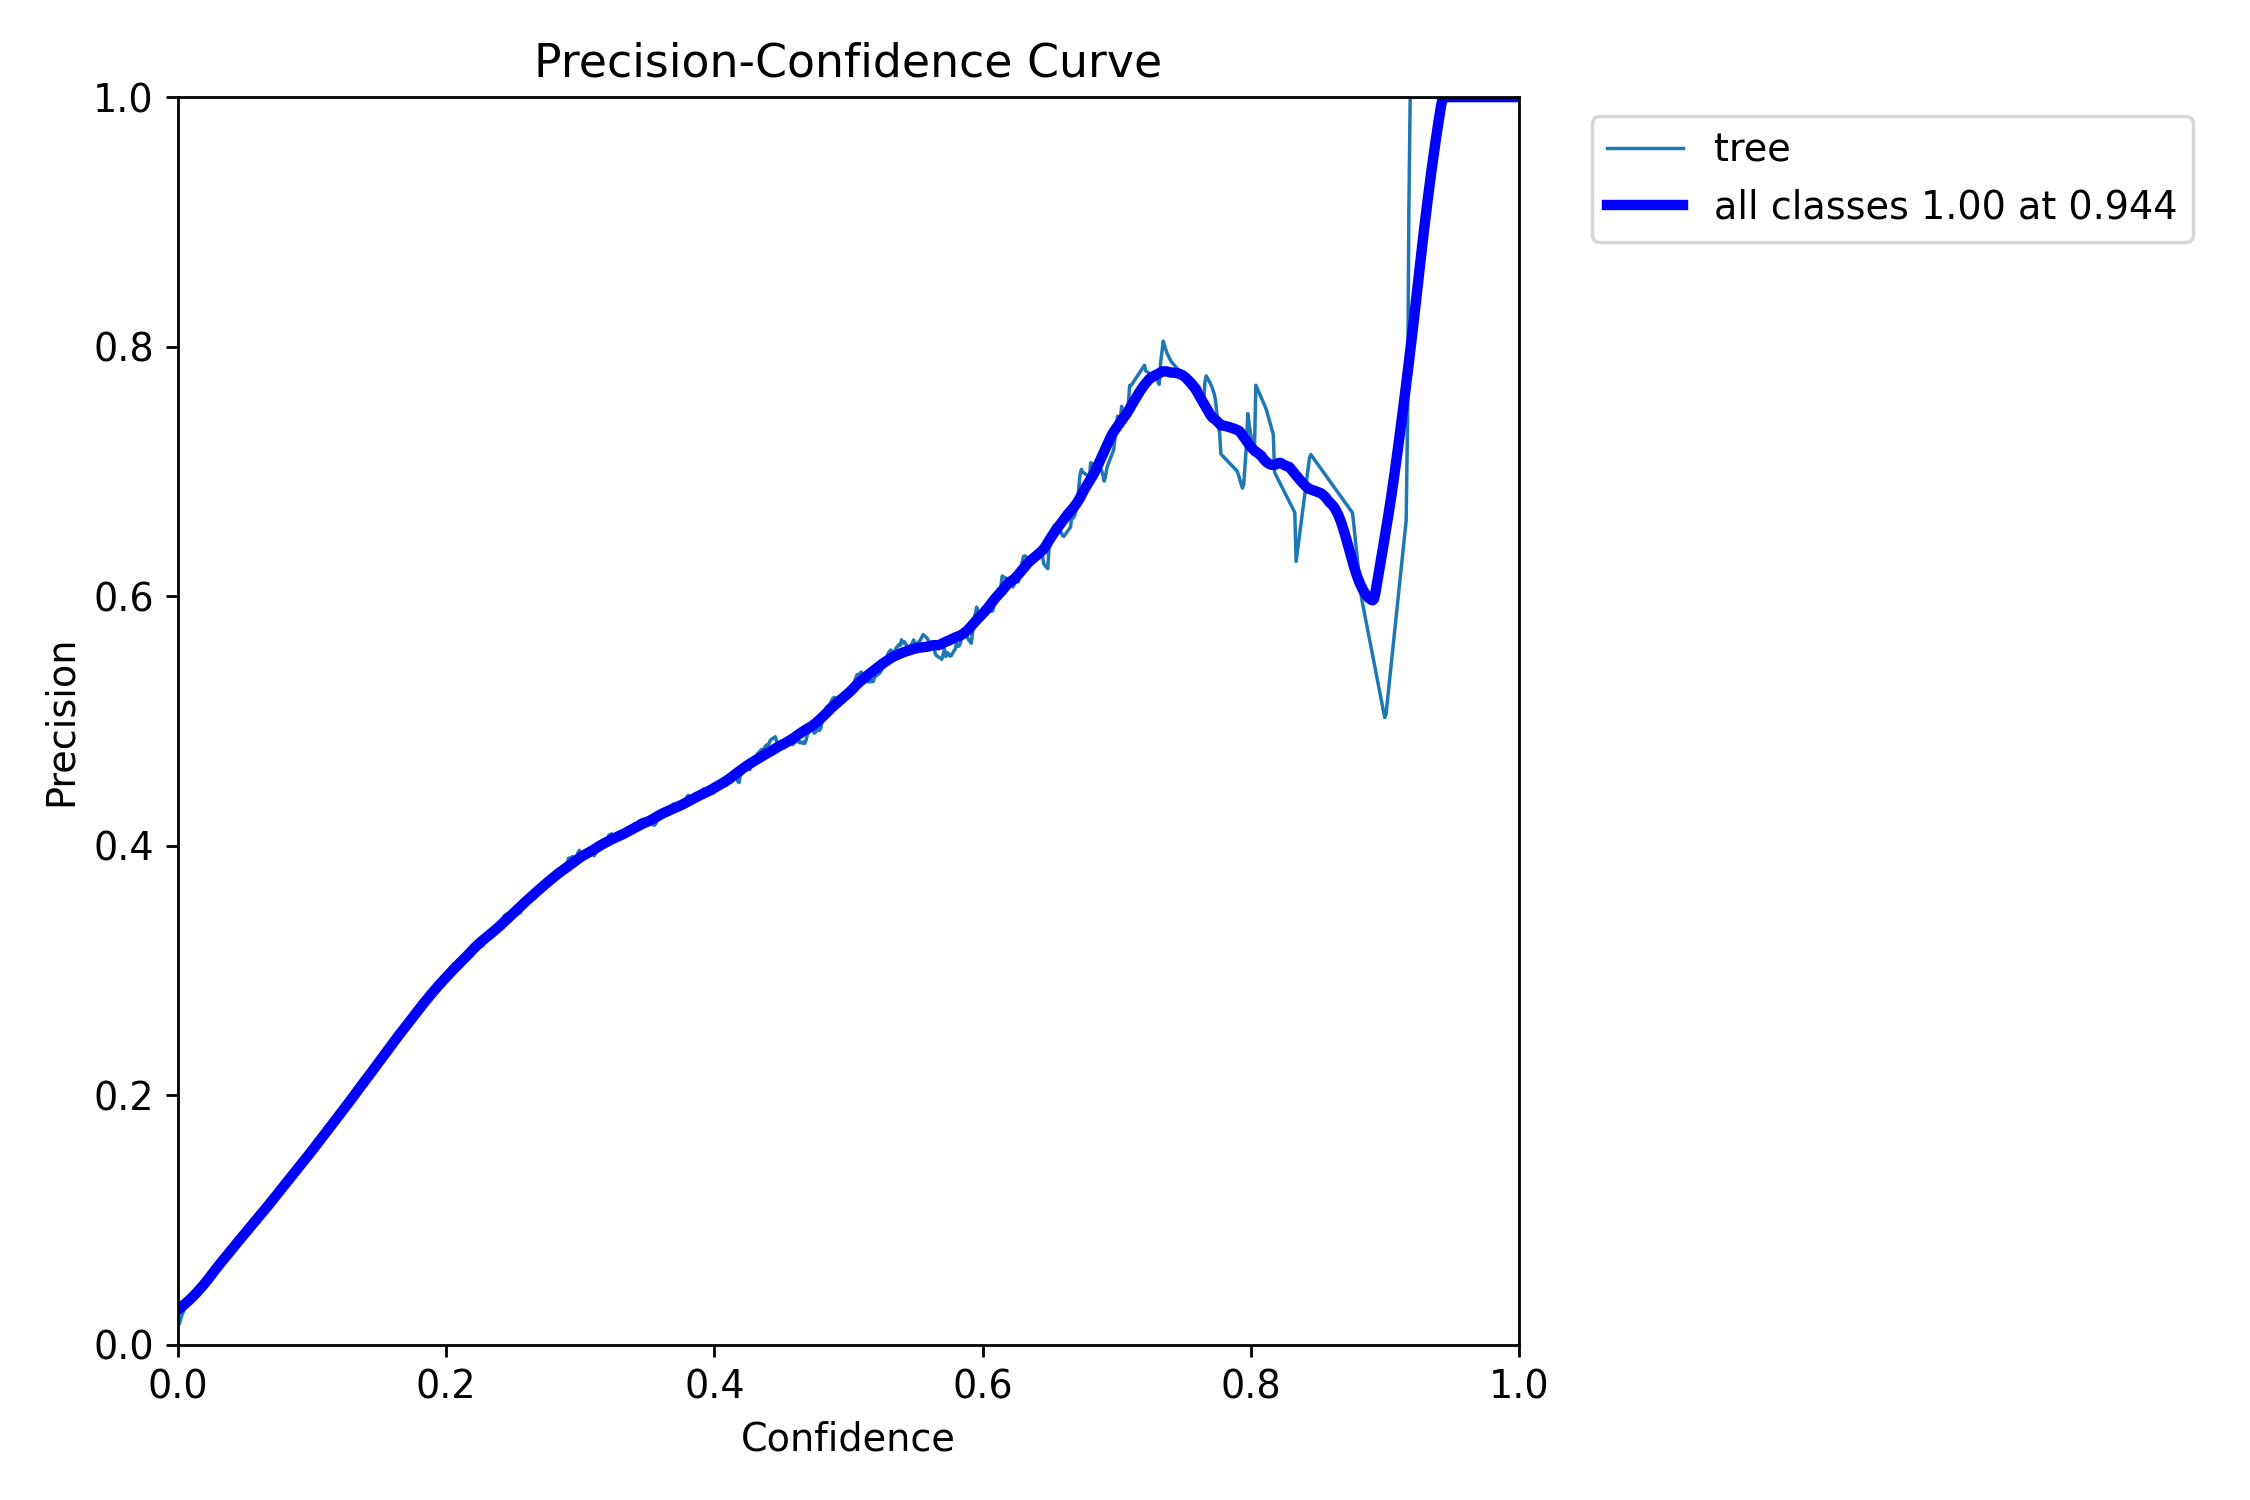 Precision-Confidence Curve
1.0
0.8
0.6
0.4
0.2
0.0
Precision
0.0 0.2 0.4 0.6 0.8 1.0
Confidence
tree
all classes 1.00 at 0.944